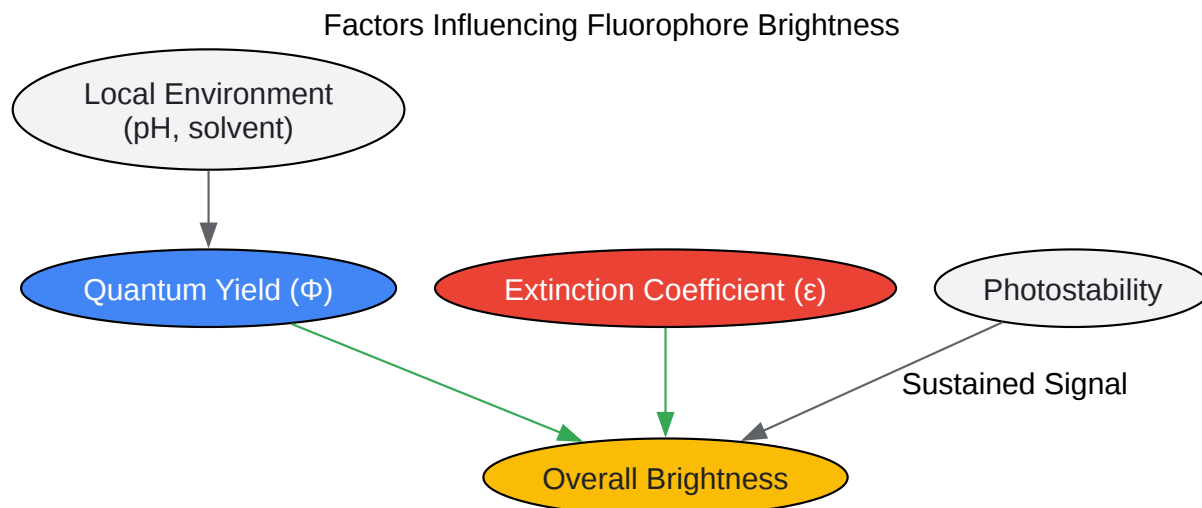 Factors Influencing Fluorophore Brightness
Local Environment
(pH, solvent)
Quantum Yield (Φ)
Extinction Coefficient (ε)
Photostability
Sustained Signal
Overall Brightness